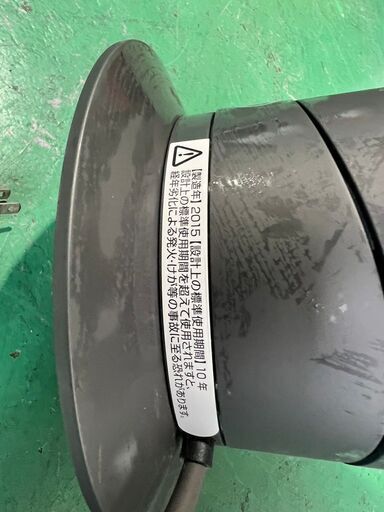 【製造年】2015【設計上の標準使用期間】10年
設計上の標準使用期間を超えて使用されますと、
経年劣化による発火・けが等の事故に至る恐れがあります。